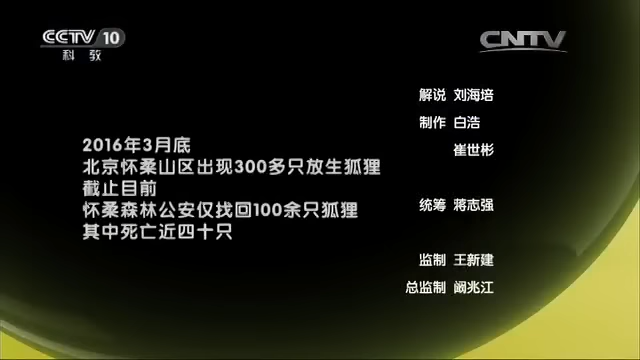 CCTV 10
科教
CNTV
2016年3月底
北京怀柔山区出现300多只放生狐狸
截止目前
怀柔森林公安仅找回100余只狐狸
其中死亡近四十只
解说 刘海培
制作 白浩
崔世彬
统筹 蒋志强
监制 王新建
总监制 阚兆江